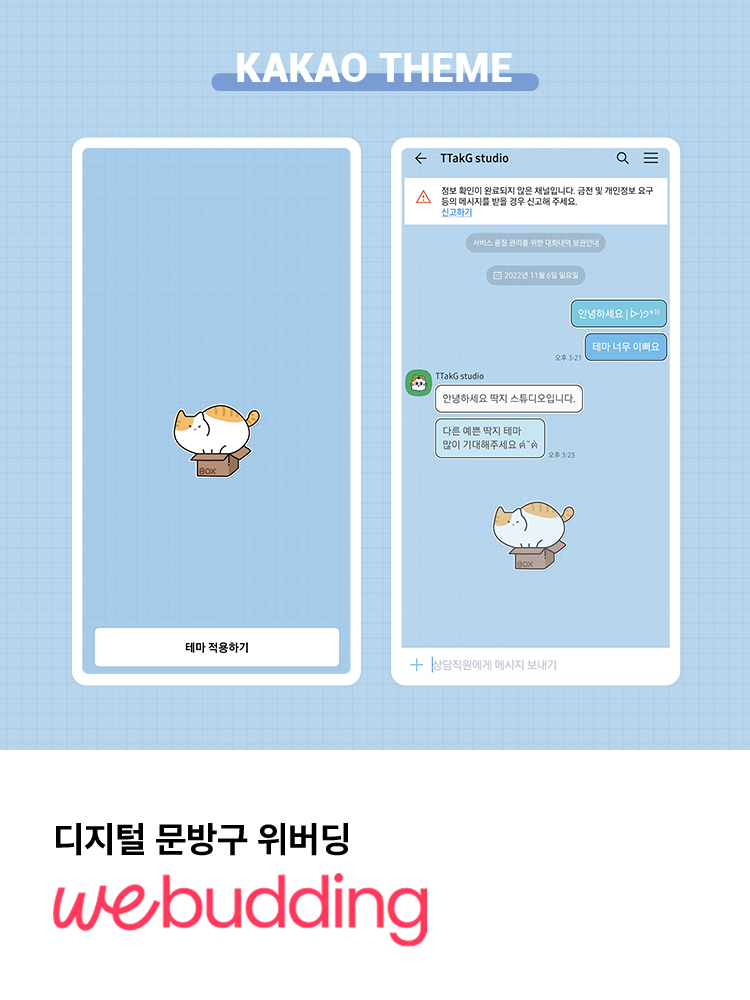 KAKAO THEME
BOX
테마 적용하기
TTakG studio
정보 확인이 완료되지 않은 채널입니다. 금전 및 개인정보 요구
등의 메시지를 받을 경우 신고해 주세요.
신고하기
서비스 품질 관리를 위한 대화내역 보관안내
2022년 11월 6일 일요일
안녕하세요 | ᐕ)੭*⁾⁾
테마 너무 이뻐요
오후 3:21
TTakG studio
안녕하세요 딱지 스튜디오입니다.
다른 예쁜 딱지 테마
많이 기대해주세요 ฅ˘ฅ
오후 3:23
BOX
상담직원에게 메시지 보내기
디지털 문방구 위버딩
webudding